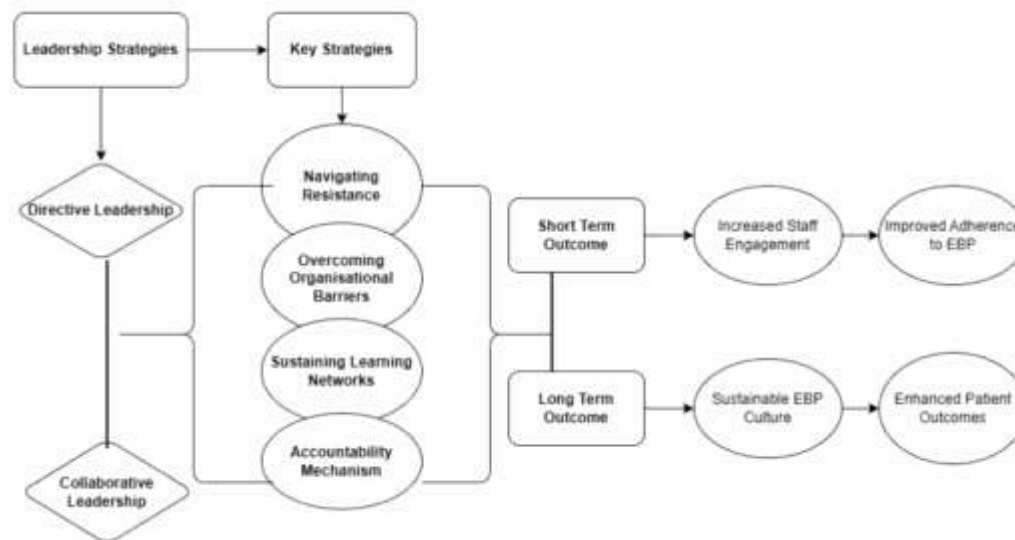 Leadership Strategies
Key Strategies
Directive Leadership
Collaborative
Leadership
Navigating
Resistance
Overcoming
Organisational
Barriers
Sustaining Learning
Networks
Accountability
Mechanism
Short Term
Outcome
Increased Staff
Engagement
Improved Adherence
to EBP
Long Term
Outcome
Sustainable EBP
Culture
Enhanced Patient
Outcomes